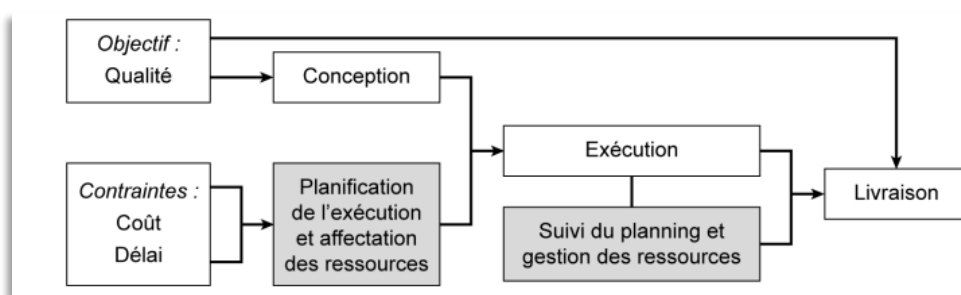 Objectif :
Qualité
Conception
Contraintes :
Coût
Délai
Planification
de l'exécution
et affectation
des ressources
Exécution
Suivi du planning et
gestion des ressources
Livraison